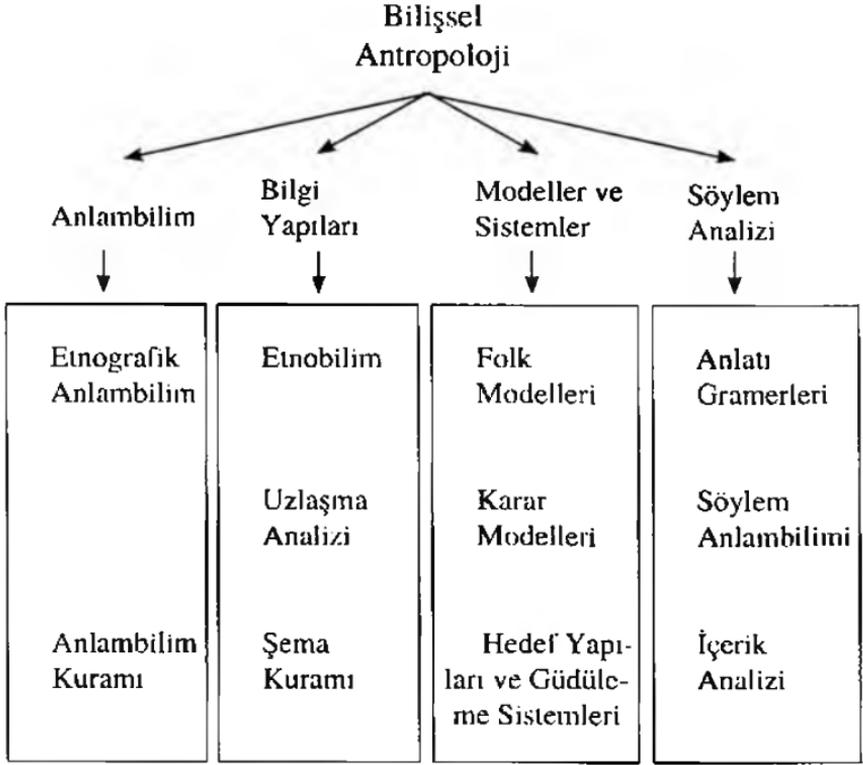 Bilişsel
Antropoloji
Anlambilim
Bilgi
Yapıları
Modeller ve
Sistemler
Söylem
Analizi
Etnografik
Anlambilim
Anlambilim
Kuramı
Etnobilim
Uzlaşma
Analizi
Şema
Kuramı
Folk
Modelleri
Karar
Modelleri
Hedef Yapı-
ları ve Güdüle-
me Sistemleri
Anlatı
Gramerleri
Söylem
Anlambilimi
İçerik
Analizi